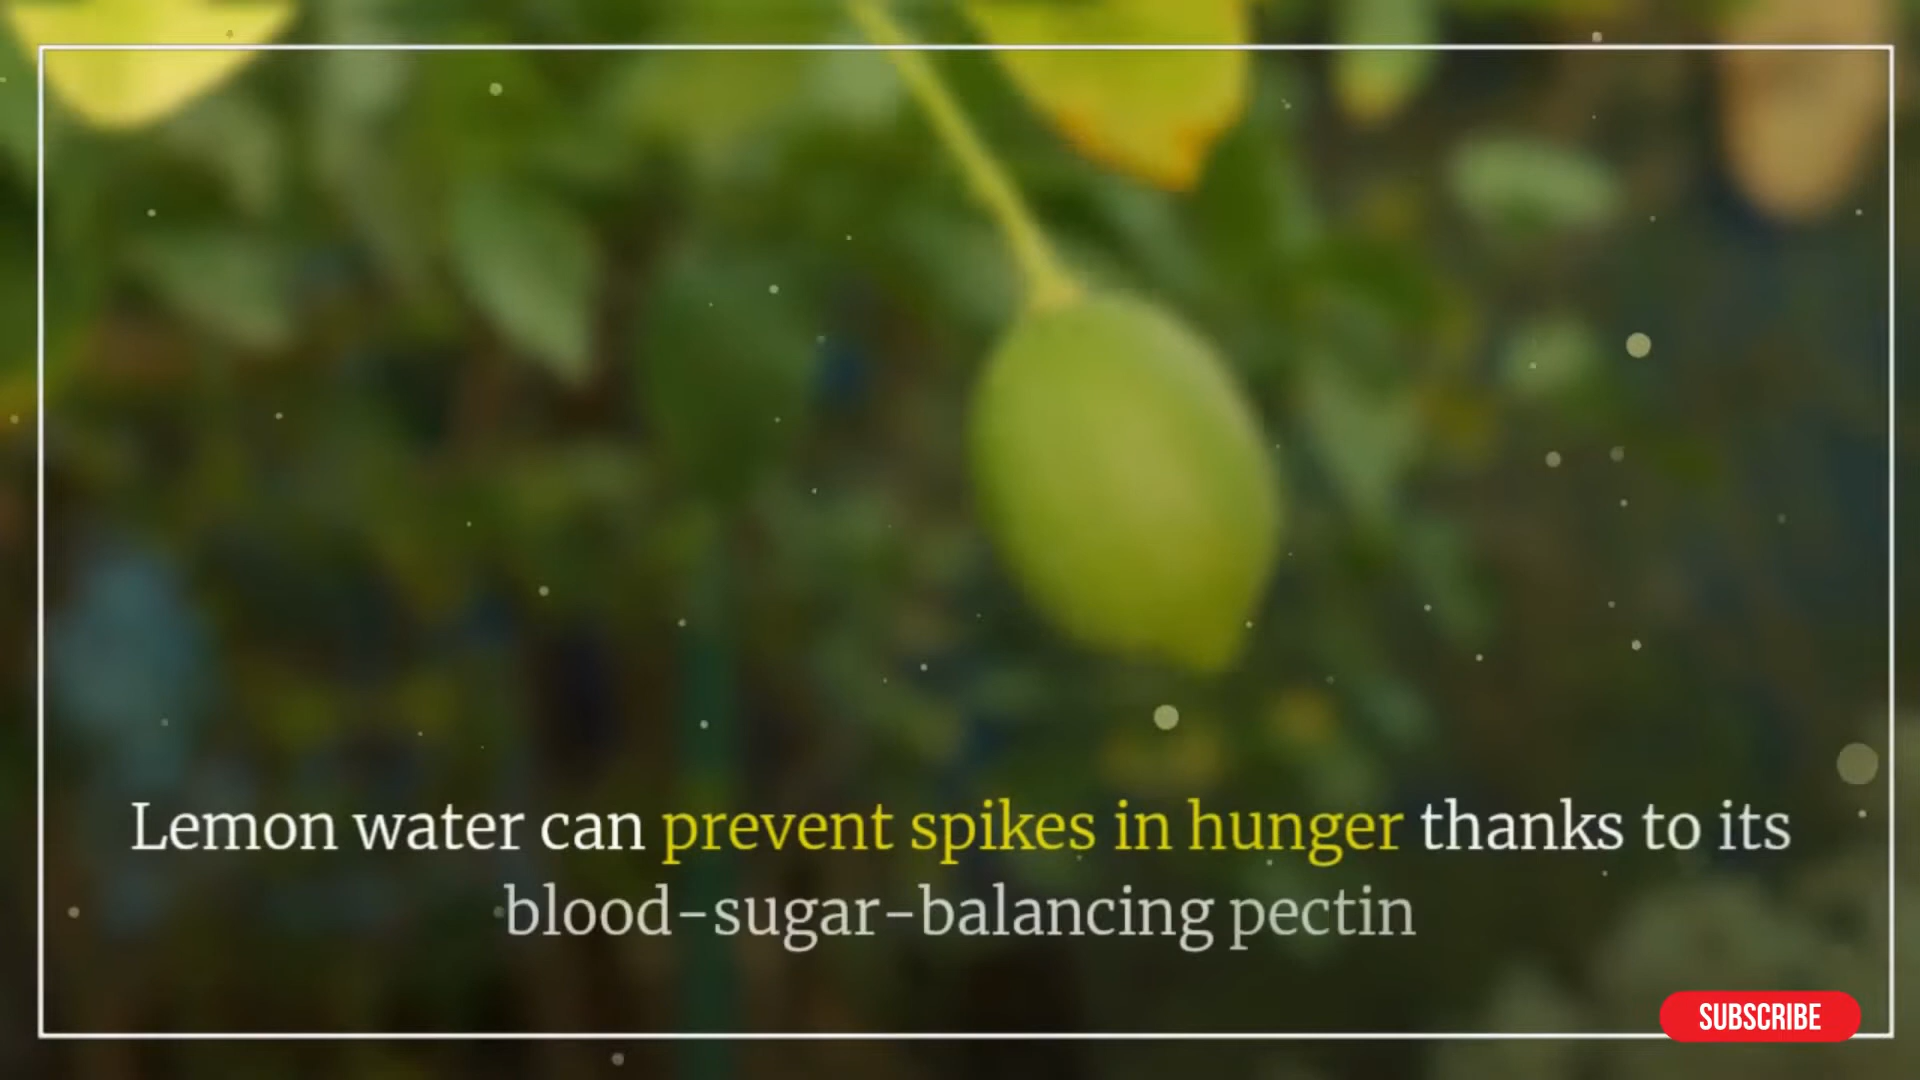 Lemon water can prevent spikes in hunger thanks to its
blood-sugar-balancing pectin
SUBSCRIBE